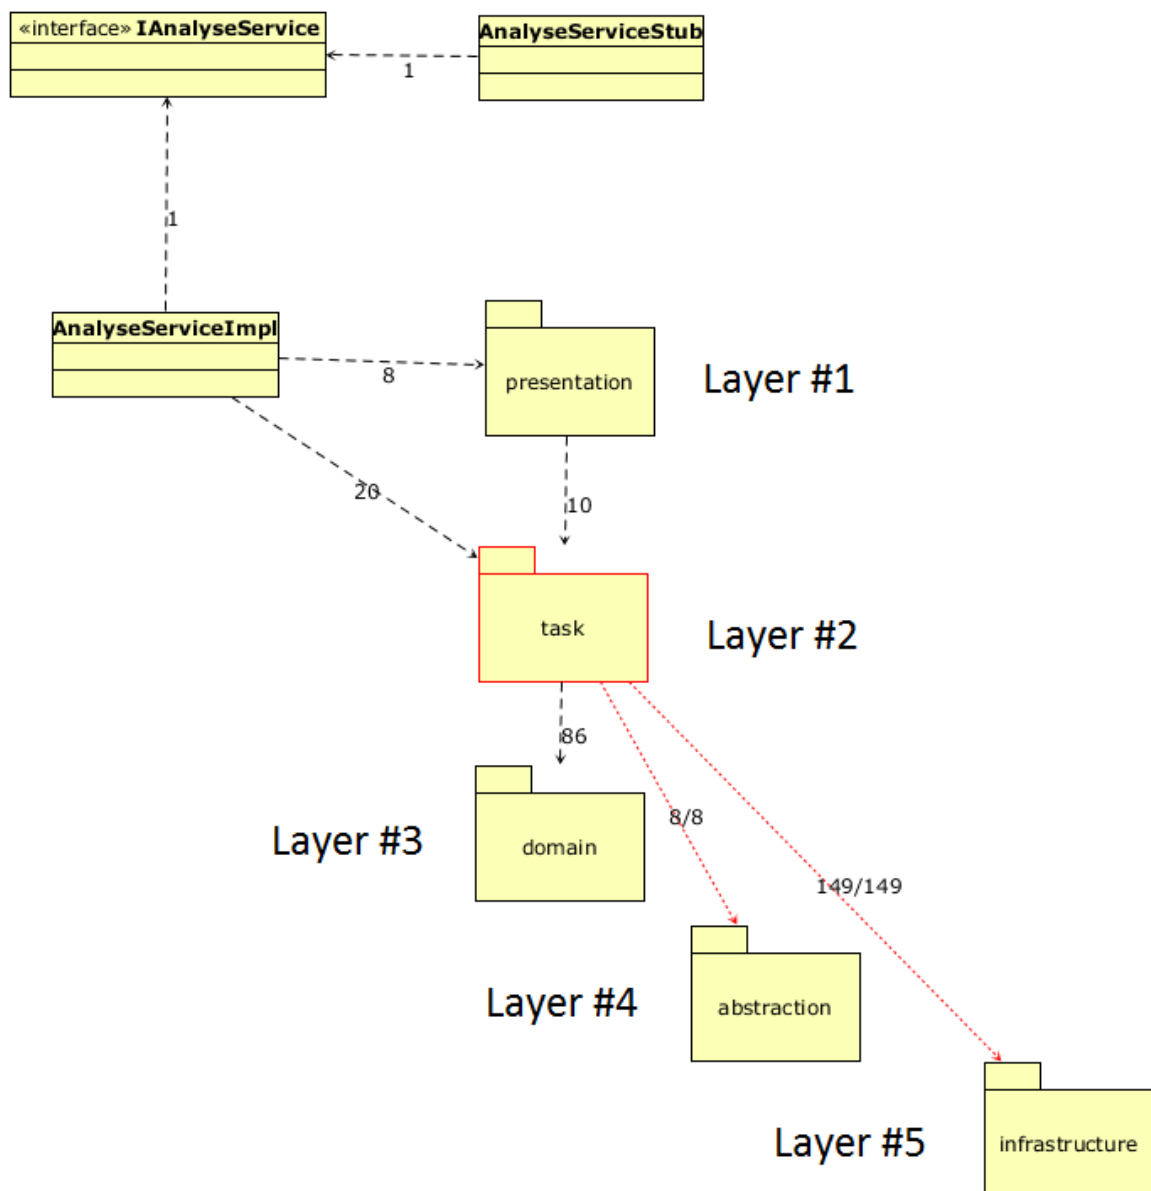 «interface» IAnalyseService
AnalyseServiceStub
1
1
AnalyseServiceImpl
8
presentation
Layer #1
20
10
task
Layer #2
86
8/8
Layer #3
domain
149/149
Layer #4
abstraction
Layer #5
infrastructure